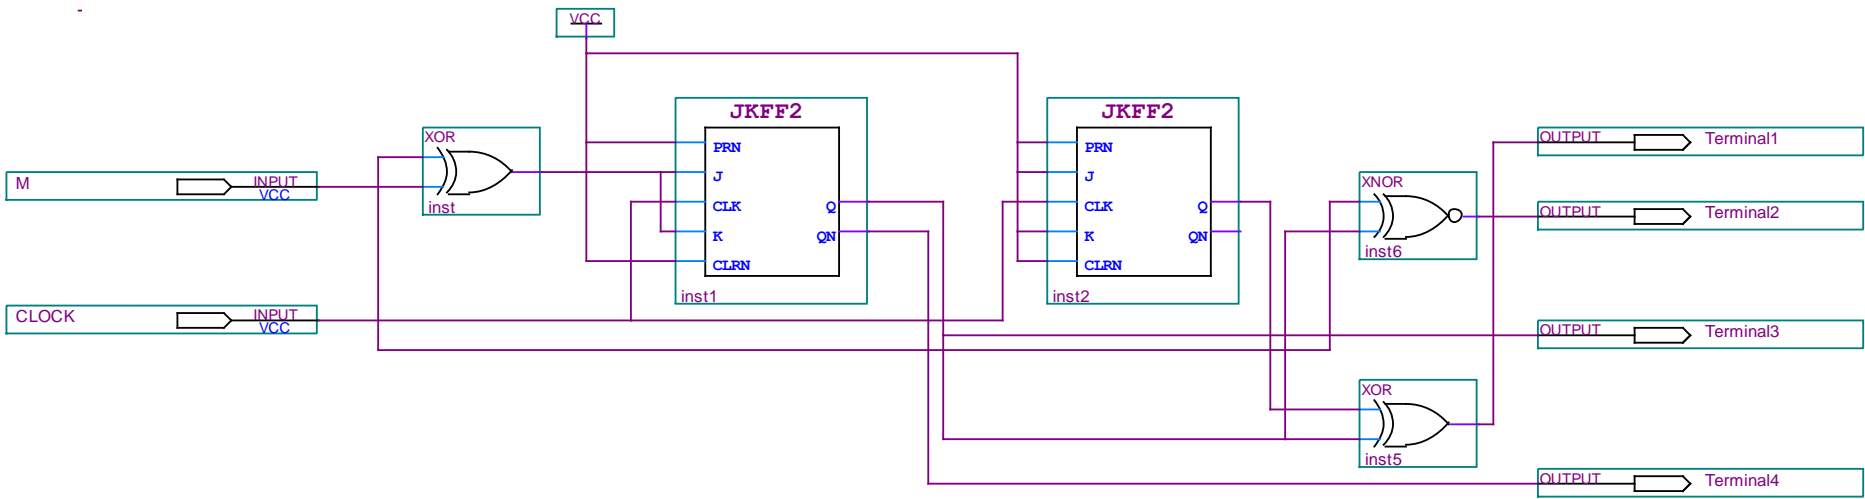 VCC
JKFF2
JKFF2
XOR
PRN
PRN
OUTPUT
Terminal1
M
INPUT
VCC
J
J
XNOR
inst
CLK
Q
CLK
Q
OUTPUT
Terminal2
K
QN
K
QN
inst6
CLRN
CLRN
inst1
inst2
CLOCK
INPUT
VCC
OUTPUT
Terminal3
XOR
inst5
OUTPUT
Terminal4